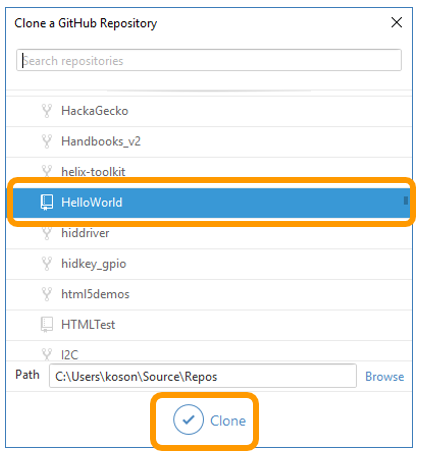 Clone a GitHub Repository
Search repositories
HackaGecko
Handbooks_v2
helix-toolkit
HelloWorld
hiddriver
hidkey_gpio
html5demos
HTMLTest
I2C
Path C:\Users\koson\Source\Repos Browse
Clone